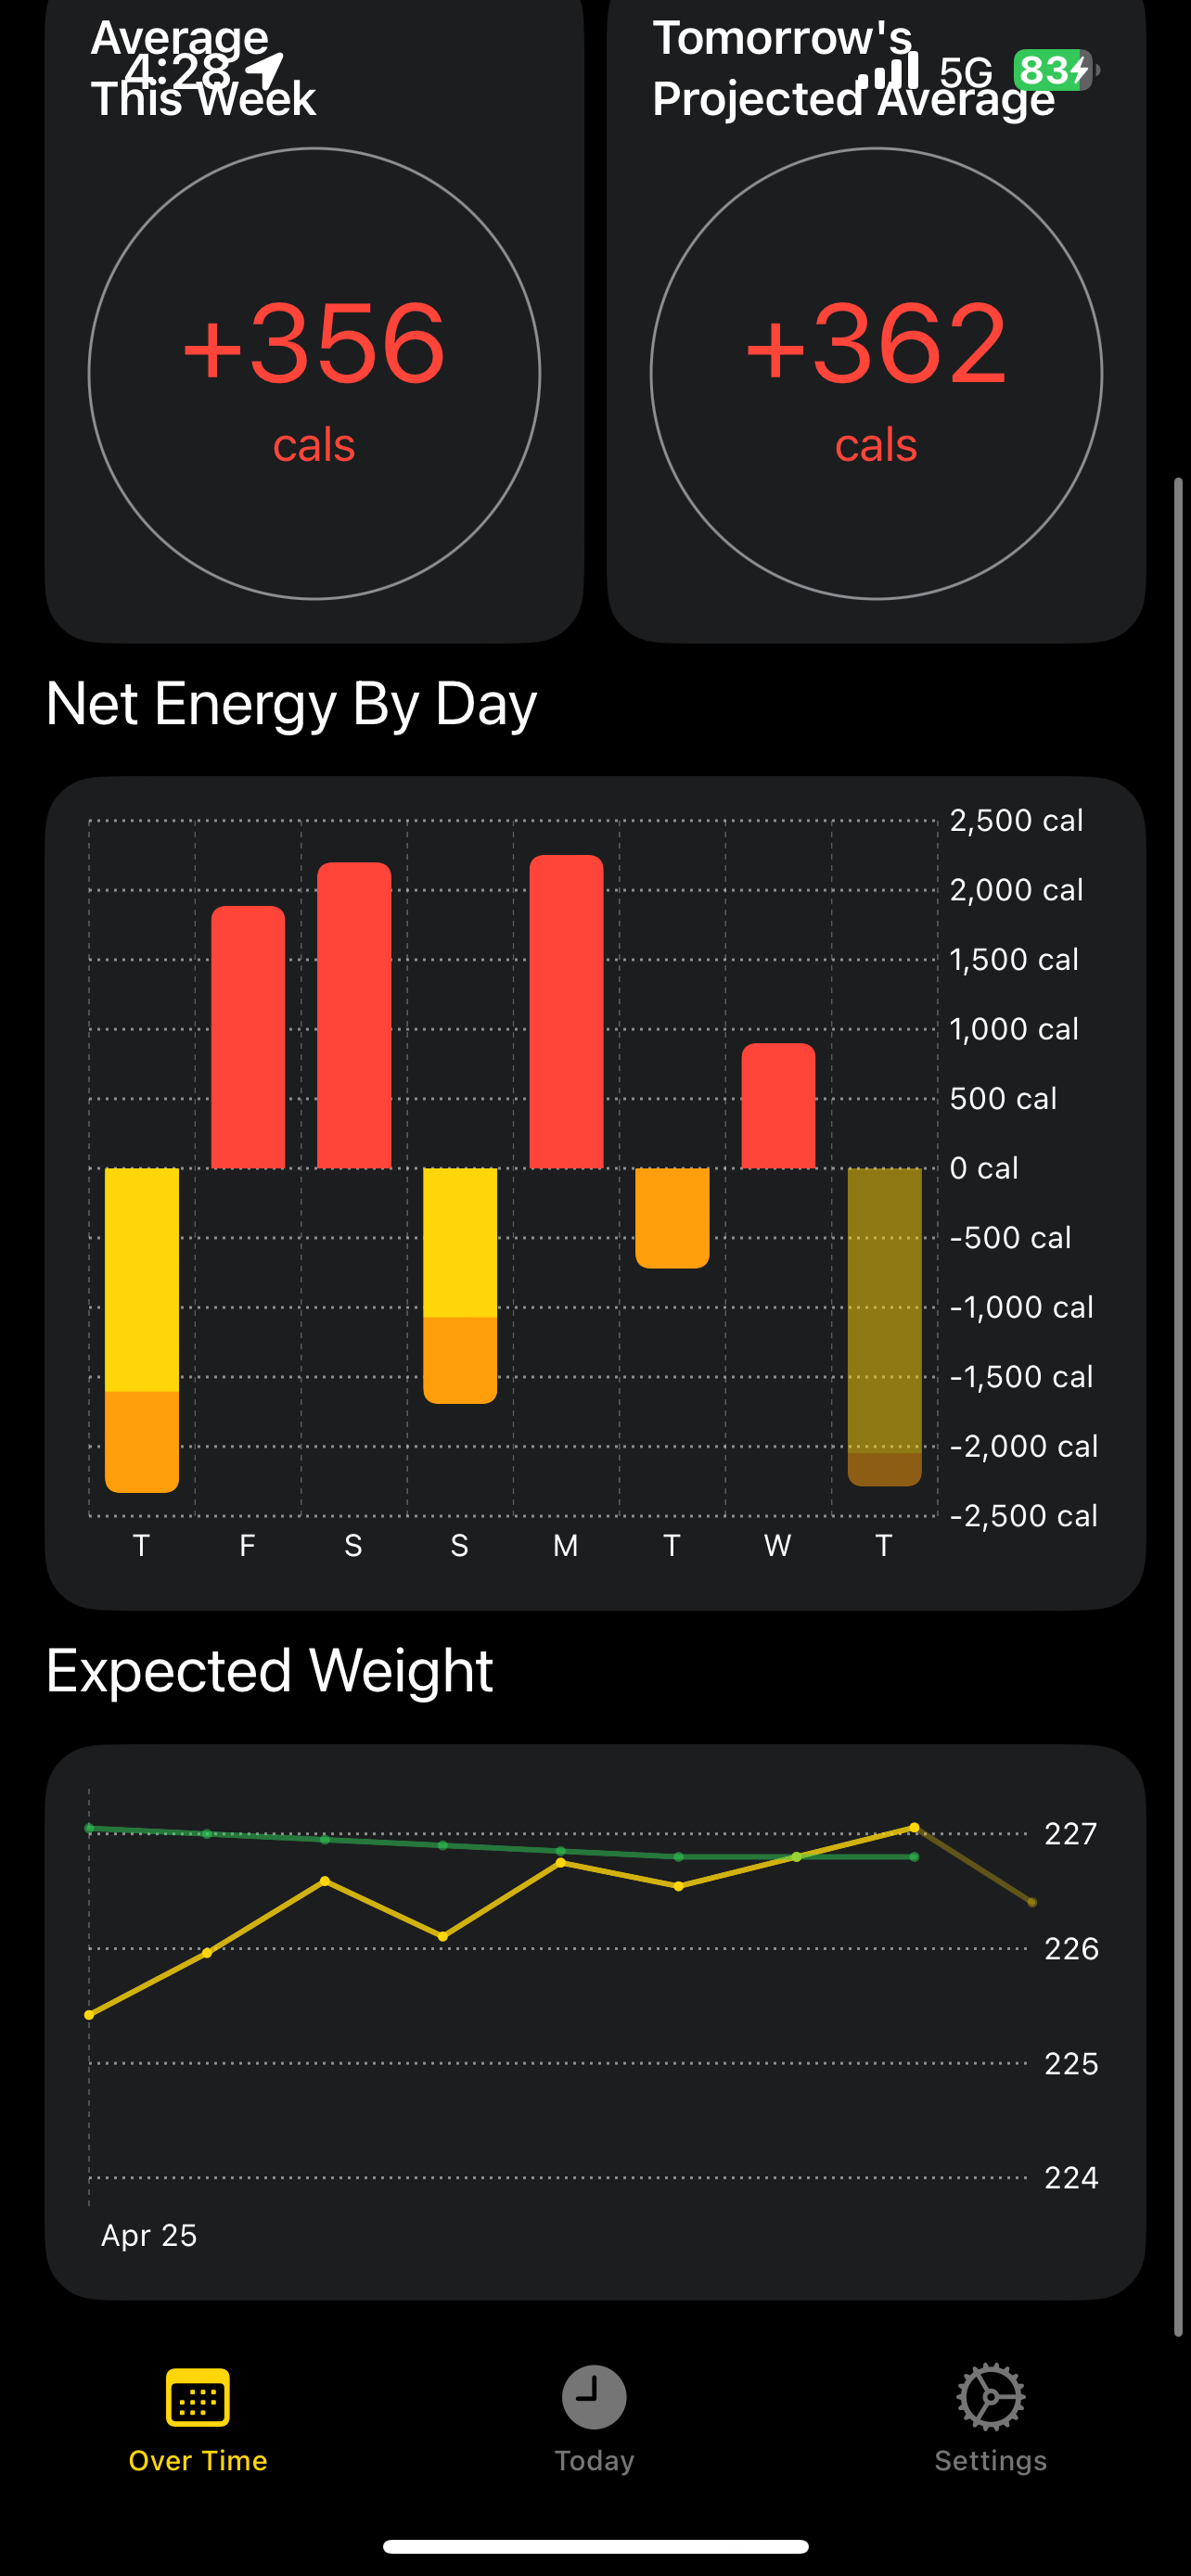 Average
This Week
4:28
Tomorrow's
Projected Average
5G
83
+356
cals
+362
cals
Net Energy By Day
2,500 cal
2,000 cal
1,500 cal
1,000 cal
500 cal
0 cal
-500 cal
-1,000 cal
-1,500 cal
-2,000 cal
-2,500 cal
T F S S M T W T
Expected Weight
227
226
225
224
Apr 25
Over Time
Today
Settings